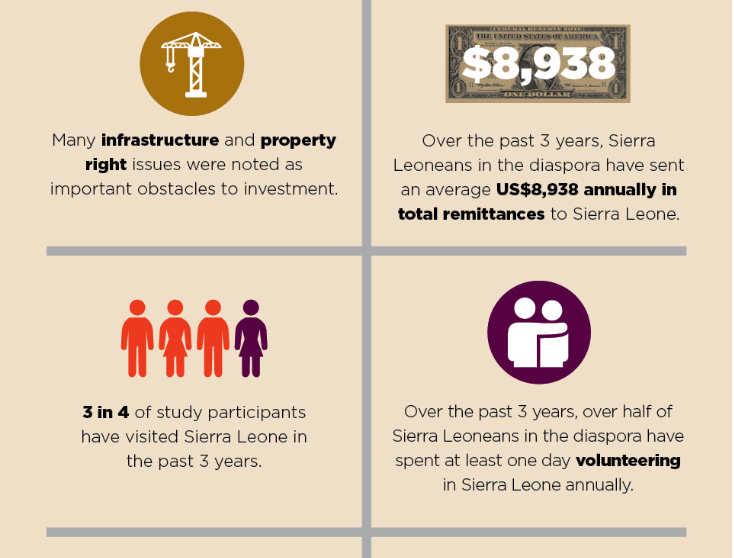 Many infrastructure and property
right issues were noted as
important obstacles to investment.
FEDERAL RESERVE NOTE
THE UNITED STATES OF AMERICA
$8,938
ONE DOLLAR
Over the past 3 years, Sierra
Leoneans in the diaspora have sent
an average US$8,938 annually in
total remittances to Sierra Leone.
3 in 4 of study participants
have visited Sierra Leone in
the past 3 years.
Over the past 3 years, over half of
Sierra Leoneans in the diaspora have
spent at least one day volunteering
in Sierra Leone annually.